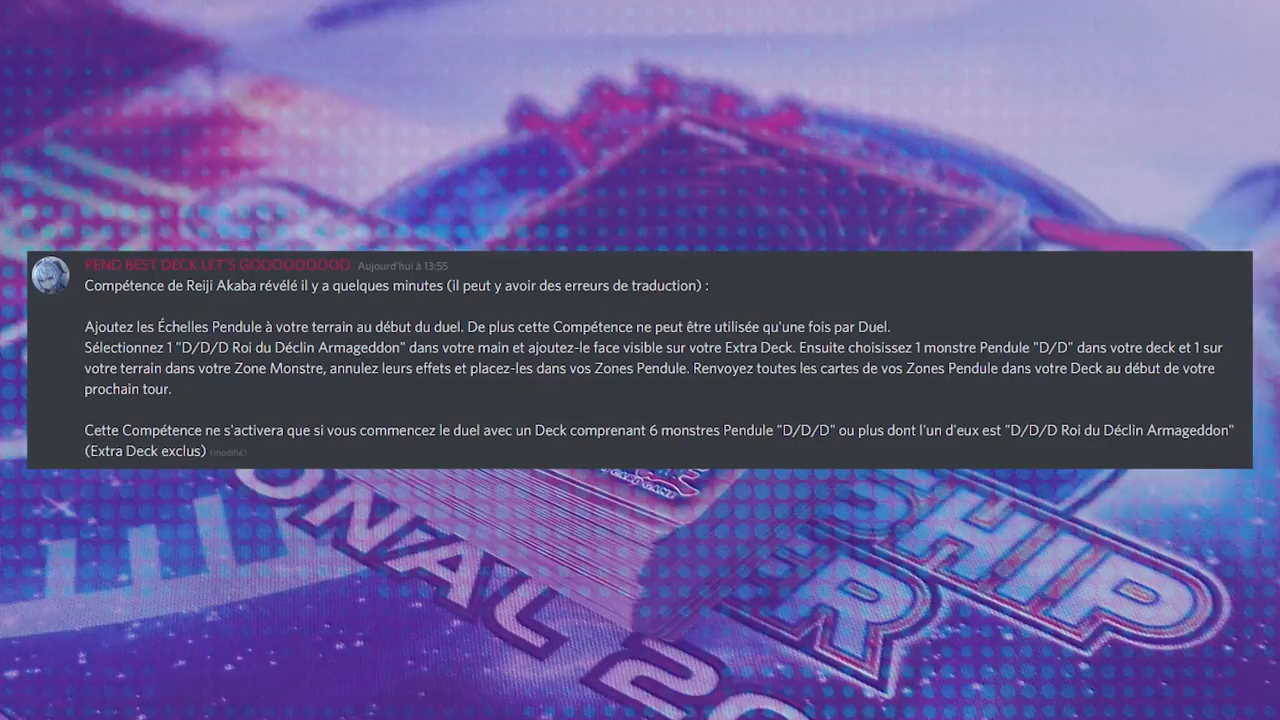 PEND BEST DECK LET'S GOOOODOOOO Aujourd'hui à 13:55
Compétence de Reiji Akaba révélé il y a quelques minutes (il peut y avoir des erreurs de traduction) :
Ajoutez les Échelles Pendule à votre terrain au début du duel. De plus cette Compétence ne peut être utilisée qu'une fois par Duel.
Sélectionnez 1 "D/D/D Roi du Déclin Armageddon" dans votre main et ajoutez-le face visible sur votre Extra Deck. Ensuite choisissez 1 monstre Pendule "D/D" dans votre deck et 1 sur
votre terrain dans votre Zone Monstre, annulez leurs effets et placez-les dans vos Zones Pendule. Renvoyez toutes les cartes de vos Zones Pendule dans votre Deck au début de votre
prochain tour.
Cette Compétence ne s'activera que si vous commencez le duel avec un Deck comprenant 6 monstres Pendule "D/D/D" ou plus dont l'un d'eux est "D/D/D Roi du Déclin Armageddon"
(Extra Deck exclus) (modifié)
ONAL 20
SHIP
ER